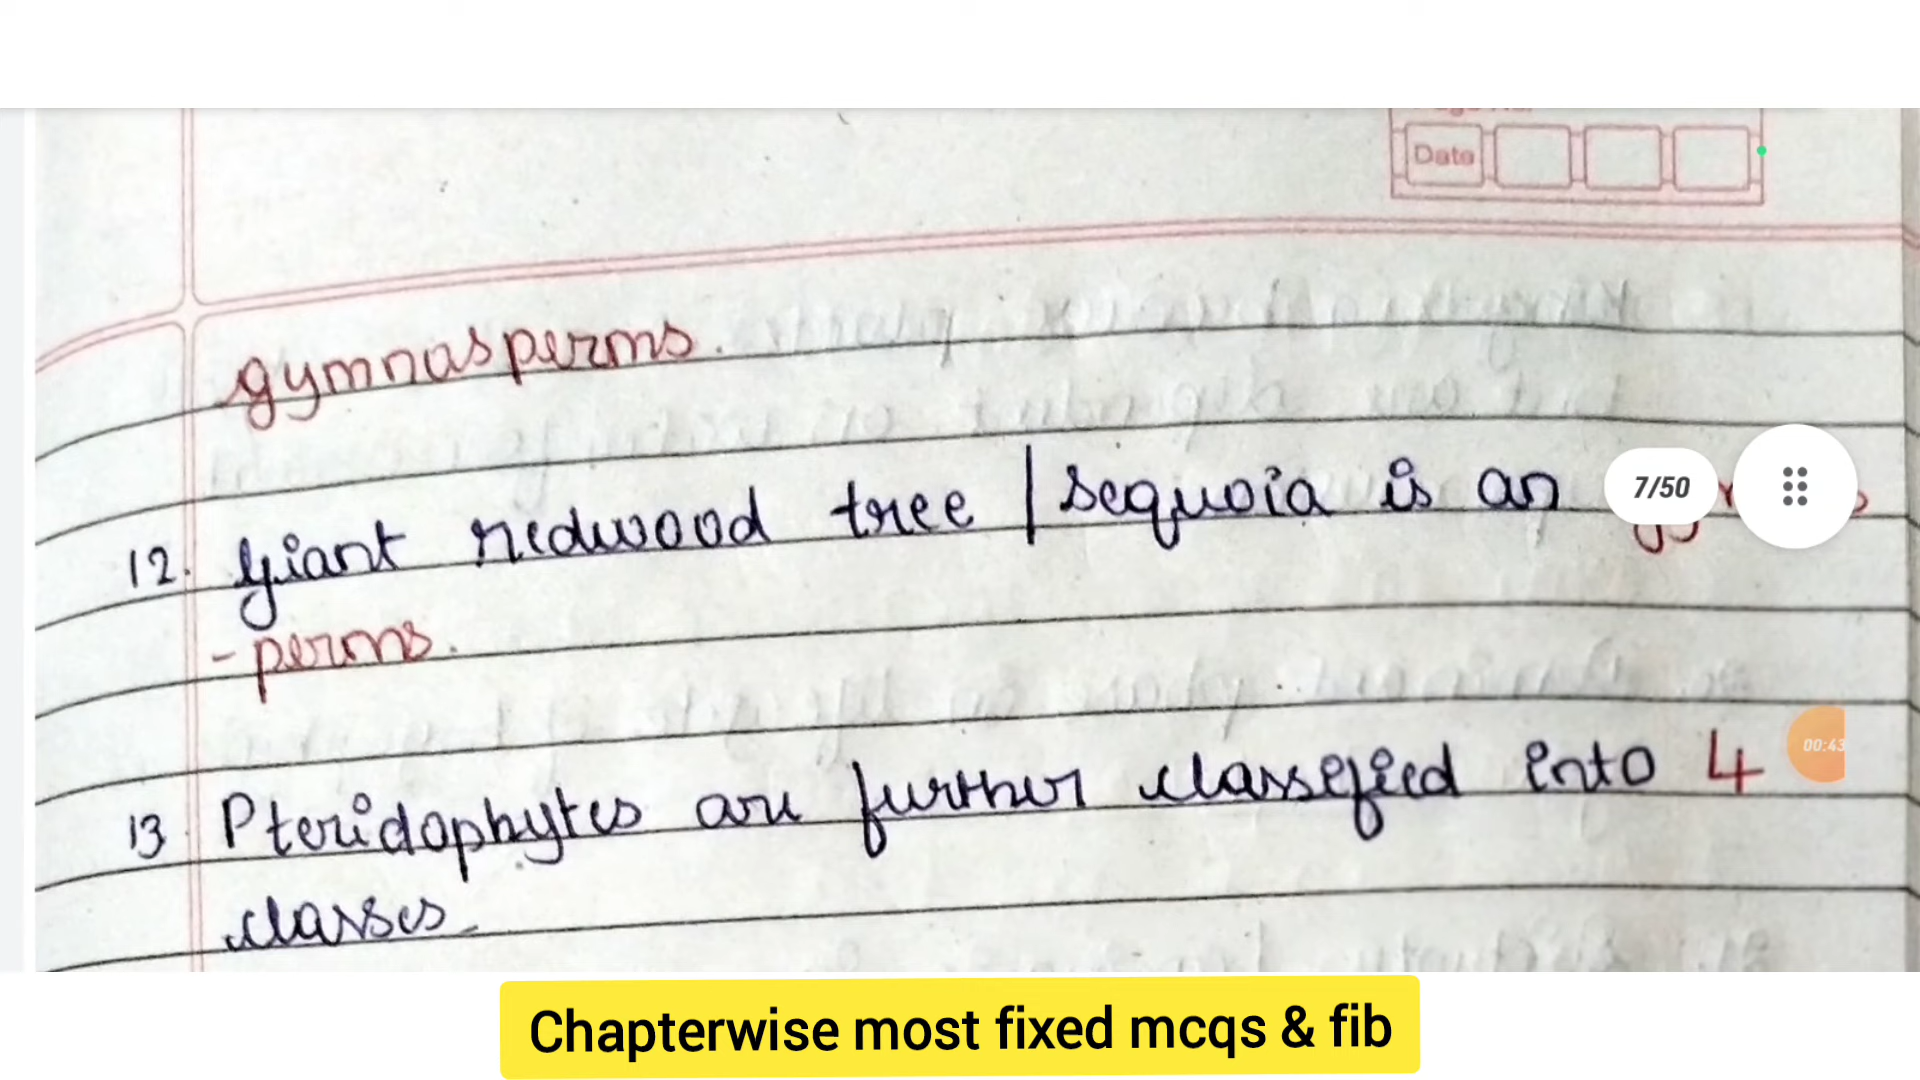 Date
gymnasperms.
12. Giant redwood tree | sequoia is an
7/50
- perms.
00:43
13 Pteridophytes are further classified into 4
classes
Chapterwise most fixed mcqs & fib